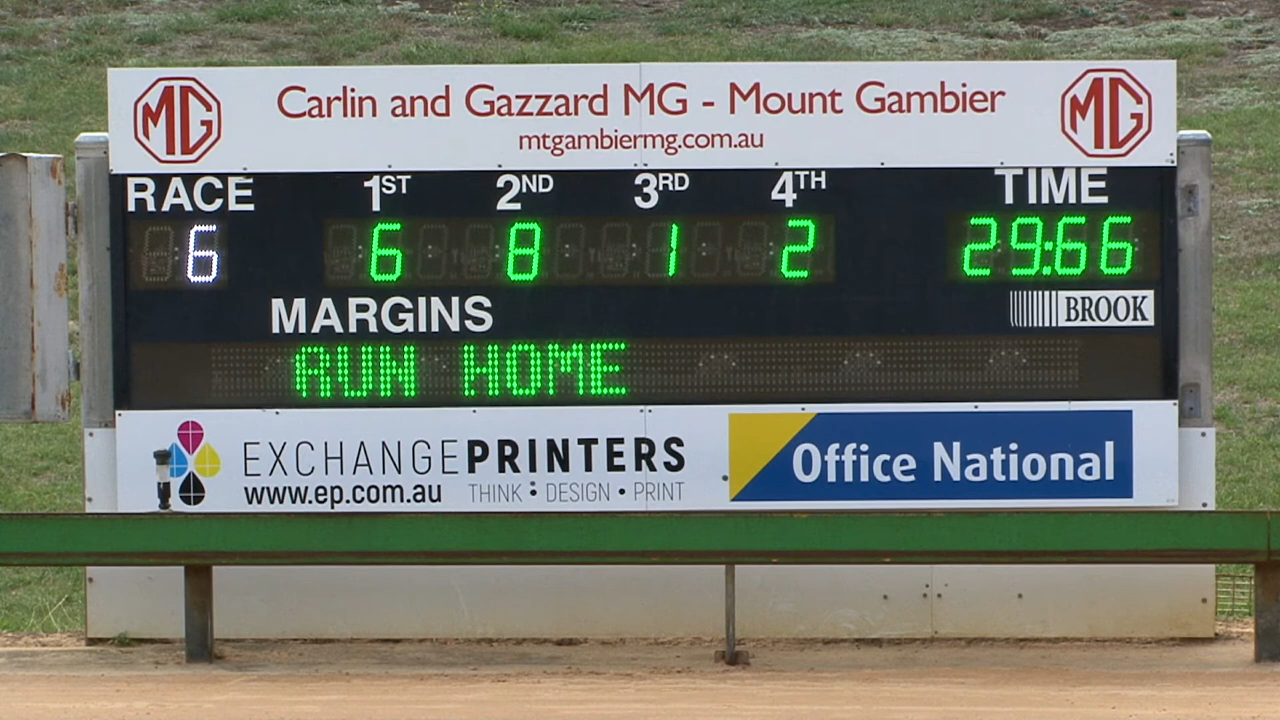 MG Carlin and Gazzard MG - Mount Gambier MG
mtgambiermg.com.au
RACE 1ST 2ND 3RD 4TH TIME
6 6 8 1 2 29:66
MARGINS
BROOK
RUN HOME
EXCHANGEPRINTERS
www.ep.com.au THINK • DESIGN • PRINT
Office National